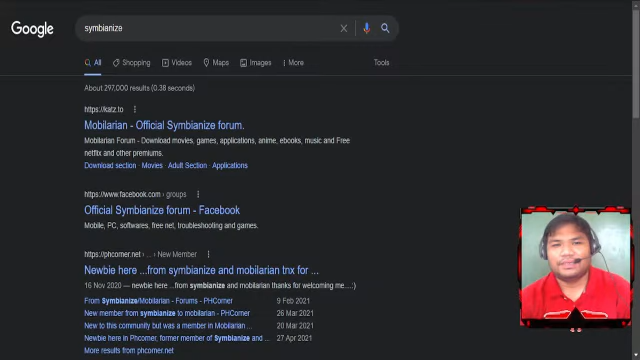 Google
symbianize
All
Shopping
Videos
Maps
Images
More
Tools
About 297,000 results (0.38 seconds)
https://katz.to
Mobilarian - Official Symbianize forum.
Mobilarian Forum - Download movies, games, applications, anime, ebooks, music and Free
netflix and other premiums.
Download section · Movies · Adult Section · Applications
https://www.facebook.com › groups
Official Symbianize forum - Facebook
Mobile, PC, softwares, free net, troubleshooting and games.
https://phcorner.net › ... › New Member
Newbie here ...from symbianize and mobilarian tnx for ...
16 Nov 2020 — newbie here ...from symbianize and mobilarian thanks for welcoming me....:)
From Symbianize/Mobilarian - Forums - PHCorner 9 Feb 2021
New member from symbianize to mobilarian - PHCorner 26 Mar 2021
New to this community but was a member in Mobilarian ... 20 Mar 2021
Newbie here in Phcorner, former member of Symbianize and ... 27 Apr 2021
More results from phcorner.net